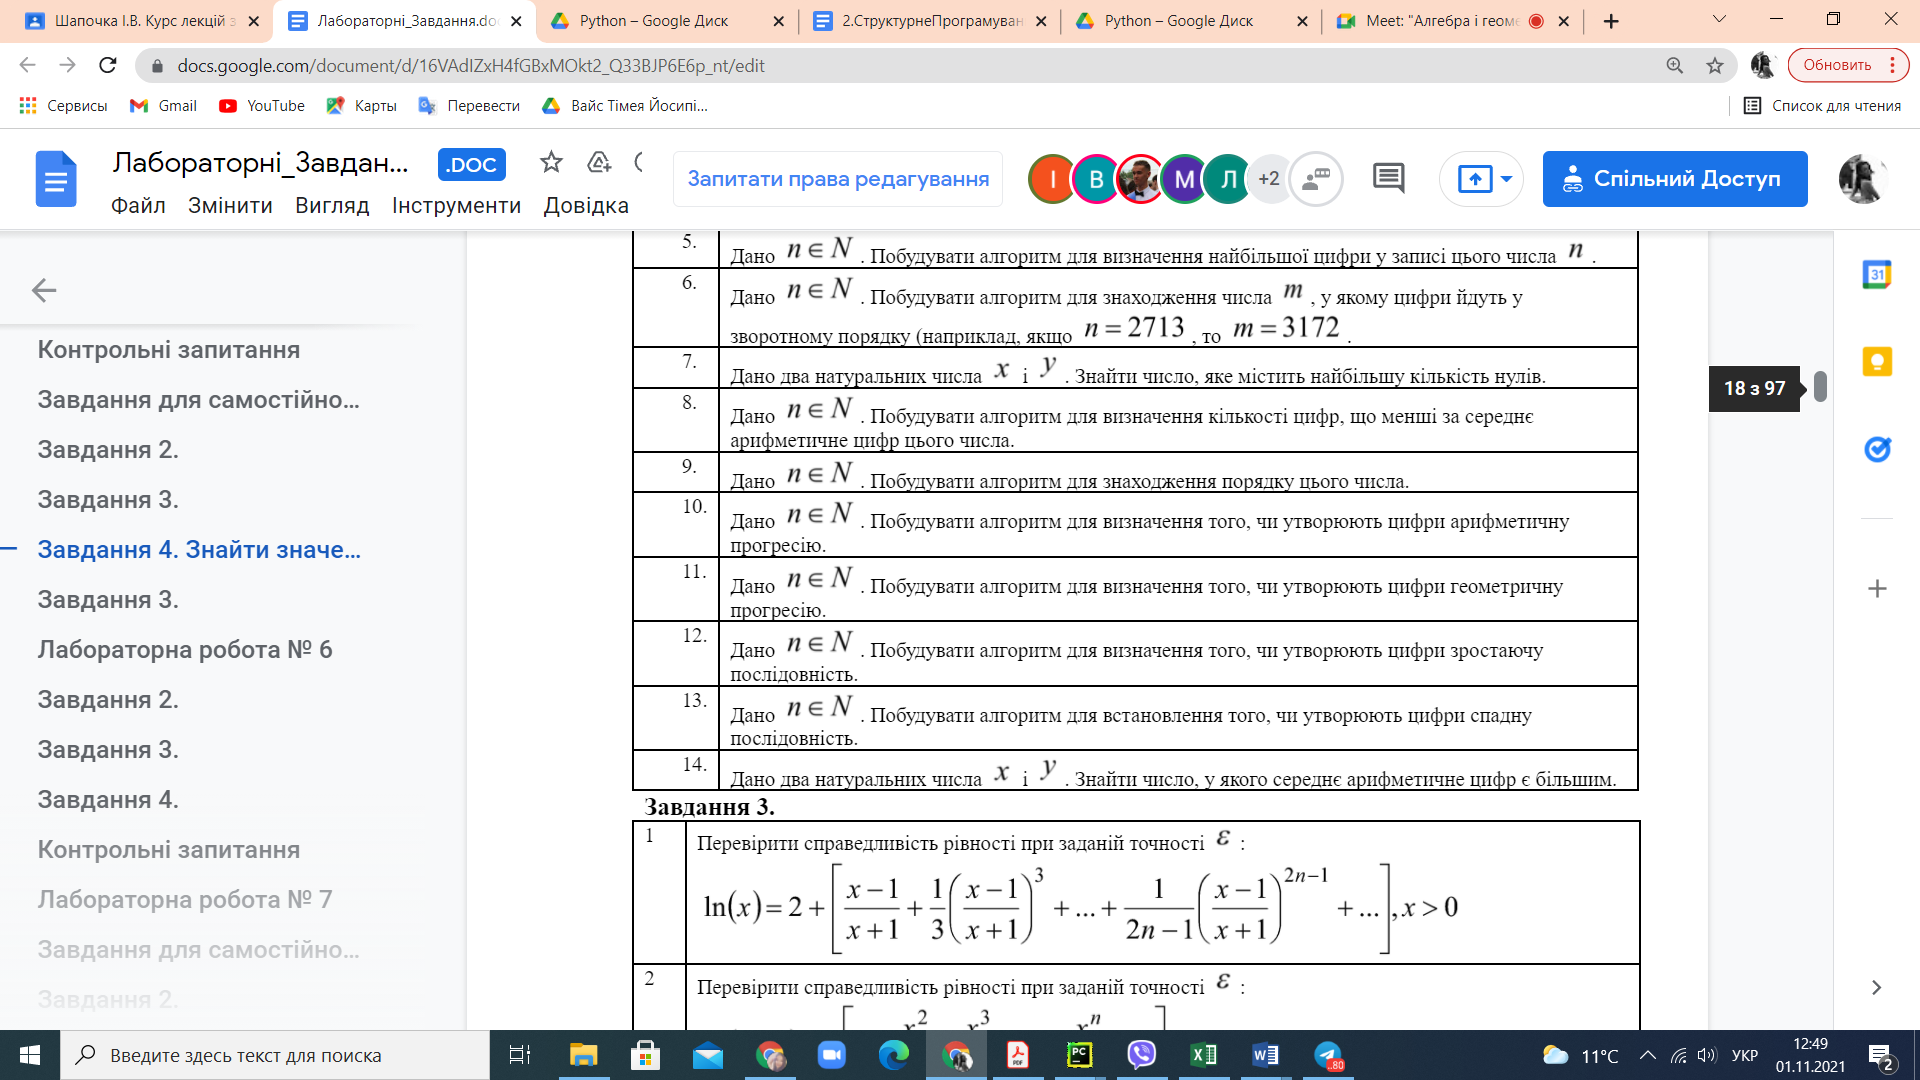 Шапочка І.В. Курс лекцій з
Лабораторні_Завдання.doc
Python – Google Диск
2.СтруктурнеПрограмуван
Python – Google Диск
Meet: "Алгебра і геоме
docs.google.com/document/d/16VAdIZxH4fGBxMOkt2_Q33BJP6E6p_nt/edit
Обновить
Сервисы
Gmail
YouTube
Карты
Перевести
Вайс Тімея Йосипі...
Список для чтения
Лабораторні_Завдан...
.DOC
Запитати права редагування
І
В
М
Л
+2
Спільний Доступ
Файл Змінити Вигляд Інструменти Довідка
Контрольні запитання
Завдання для самостійно...
Завдання 2.
Завдання 3.
Завдання 4. Знайти значе...
Завдання 3.
Лабораторна робота № 6
Завдання 2.
Завдання 3.
Завдання 4.
Контрольні запитання
Лабораторна робота № 7
Завдання для самостійно...
Завдання 2.
5. Дано n ∈ N . Побудувати алгоритм для визначення найбільшої цифри у записі цього числа n .
6. Дано n ∈ N . Побудувати алгоритм для знаходження числа m , у якому цифри йдуть у
зворотному порядку (наприклад, якщо n = 2713 , то m = 3172 .
7. Дано два натуральних числа x і y . Знайти число, яке містить найбільшу кількість нулів.
8. Дано n ∈ N . Побудувати алгоритм для визначення кількості цифр, що менші за середнє
арифметичне цифр цього числа.
9. Дано n ∈ N . Побудувати алгоритм для знаходження порядку цього числа.
10. Дано n ∈ N . Побудувати алгоритм для визначення того, чи утворюють цифри арифметичну
прогресію.
11. Дано n ∈ N . Побудувати алгоритм для визначення того, чи утворюють цифри геометричну
прогресію.
12. Дано n ∈ N . Побудувати алгоритм для визначення того, чи утворюють цифри зростаючу
послідовність.
13. Дано n ∈ N . Побудувати алгоритм для встановлення того, чи утворюють цифри спадну
послідовність.
14. Дано два натуральних числа x і y . Знайти число, у якого середнє арифметичне цифр є більшим.
Завдання 3.
1 Перевірити справедливість рівності при заданій точності ε :
ln(x) = 2 + [ (x−1)/(x+1) + 1/3 ((x−1)/(x+1))^3 + ... + 1/(2n−1) ((x−1)/(x+1))^(2n−1) + ... ], x > 0
2 Перевірити справедливість рівності при заданій точності ε :
x^2 x^3 x^n
18 з 97
31
Введите здесь текст для поиска
PC
80
11°C
УКР
12:49
01.11.2021
2